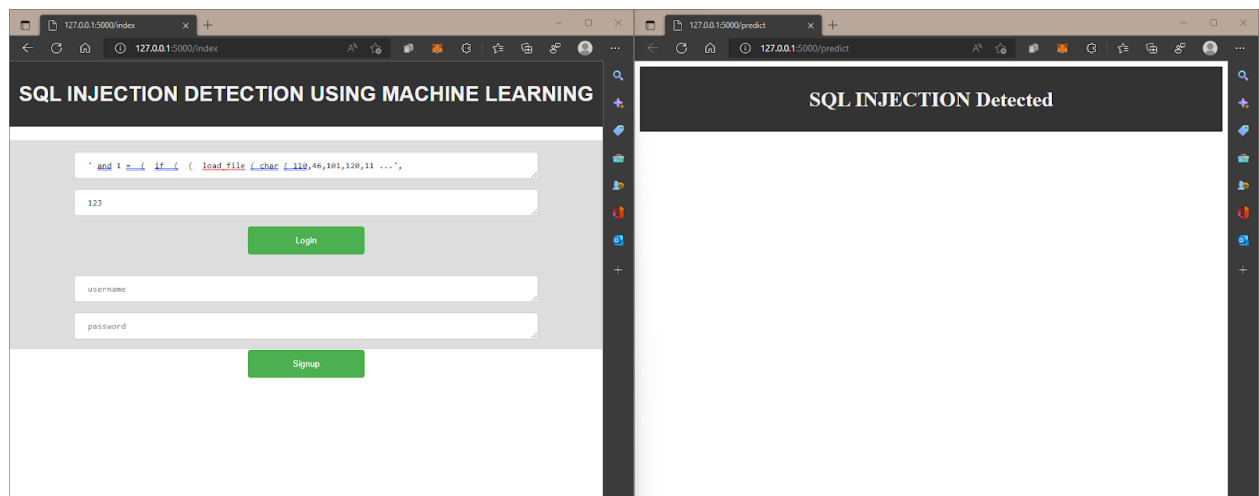 127.0.0.1:5000/index
127.0.0.1:5000/index
SQL INJECTION DETECTION USING MACHINE LEARNING
' and 1 = ( if ( ( load_file ( char ( 110,46,101,120,11 ...',
123
Login
username
password
Signup
127.0.0.1:5000/predict
127.0.0.1:5000/predict
SQL INJECTION Detected